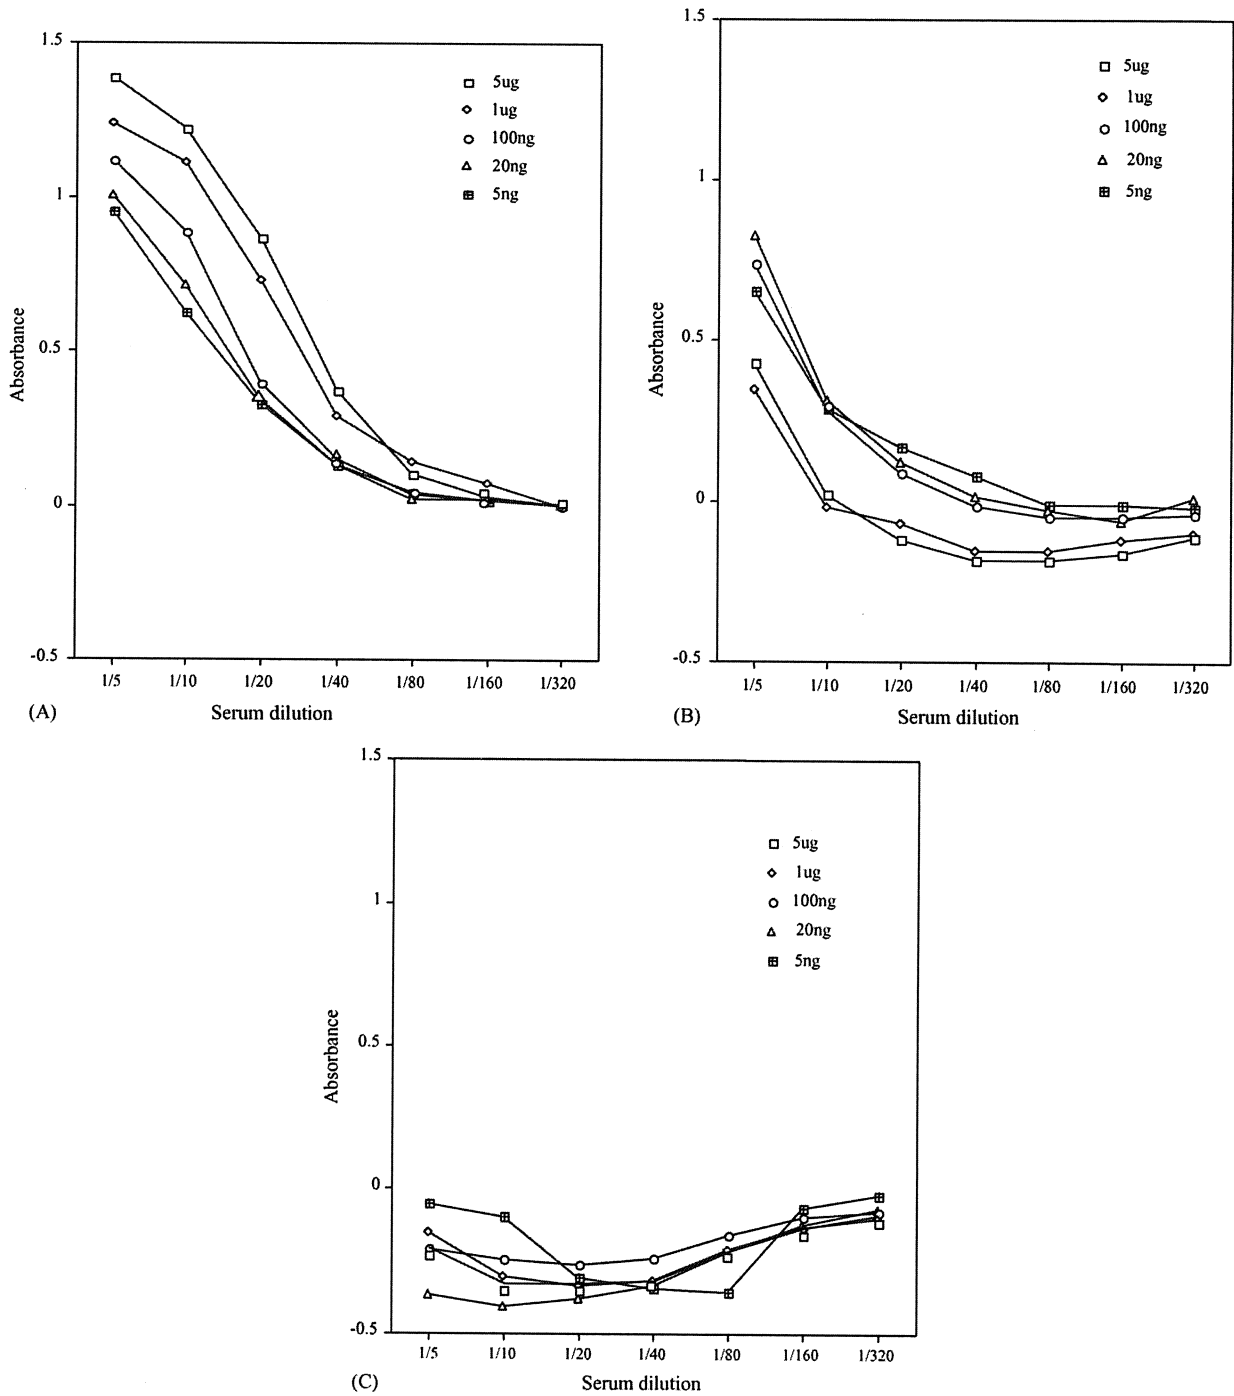 1.5
1
0.5
0
-0.5
Absorbance
5ug
1ug
100ng
20ng
5ng
1/5 1/10 1/20 1/40 1/80 1/160 1/320
(A) Serum dilution
1.5
1
0.5
0
-0.5
Absorbance
5ug
1ug
100ng
20ng
5ng
1/5 1/10 1/20 1/40 1/80 1/160 1/320
(B) Serum dilution
1.5
1
0.5
0
-0.5
Absorbance
5ug
1ug
100ng
20ng
5ng
1/5 1/10 1/20 1/40 1/80 1/160 1/320
(C) Serum dilution